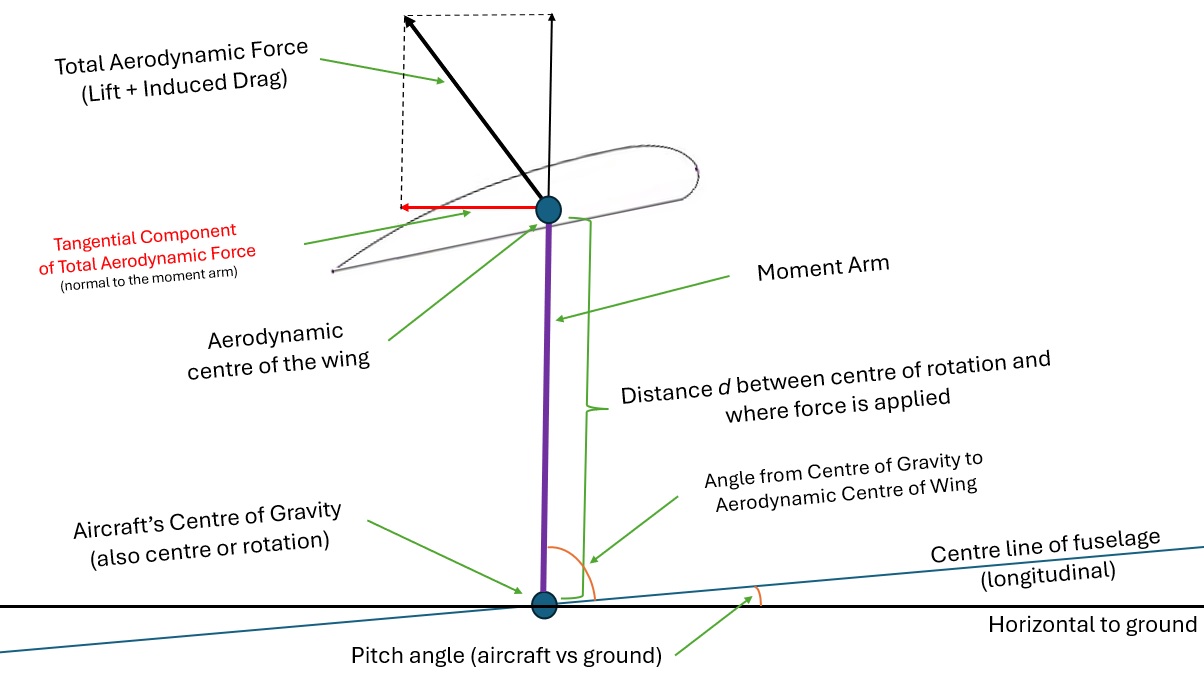 Total Aerodynamic Force
(Lift + Induced Drag)
Tangential Component
of Total Aerodynamic Force
(normal to the moment arm)
Aerodynamic
centre of the wing
Moment Arm
Distance d between centre of rotation and
where force is applied
Angle from Centre of Gravity to
Aerodynamic Centre of Wing
Aircraft's Centre of Gravity
(also centre or rotation)
Centre line of fuselage
(longitudinal)
Horizontal to ground
Pitch angle (aircraft vs ground)